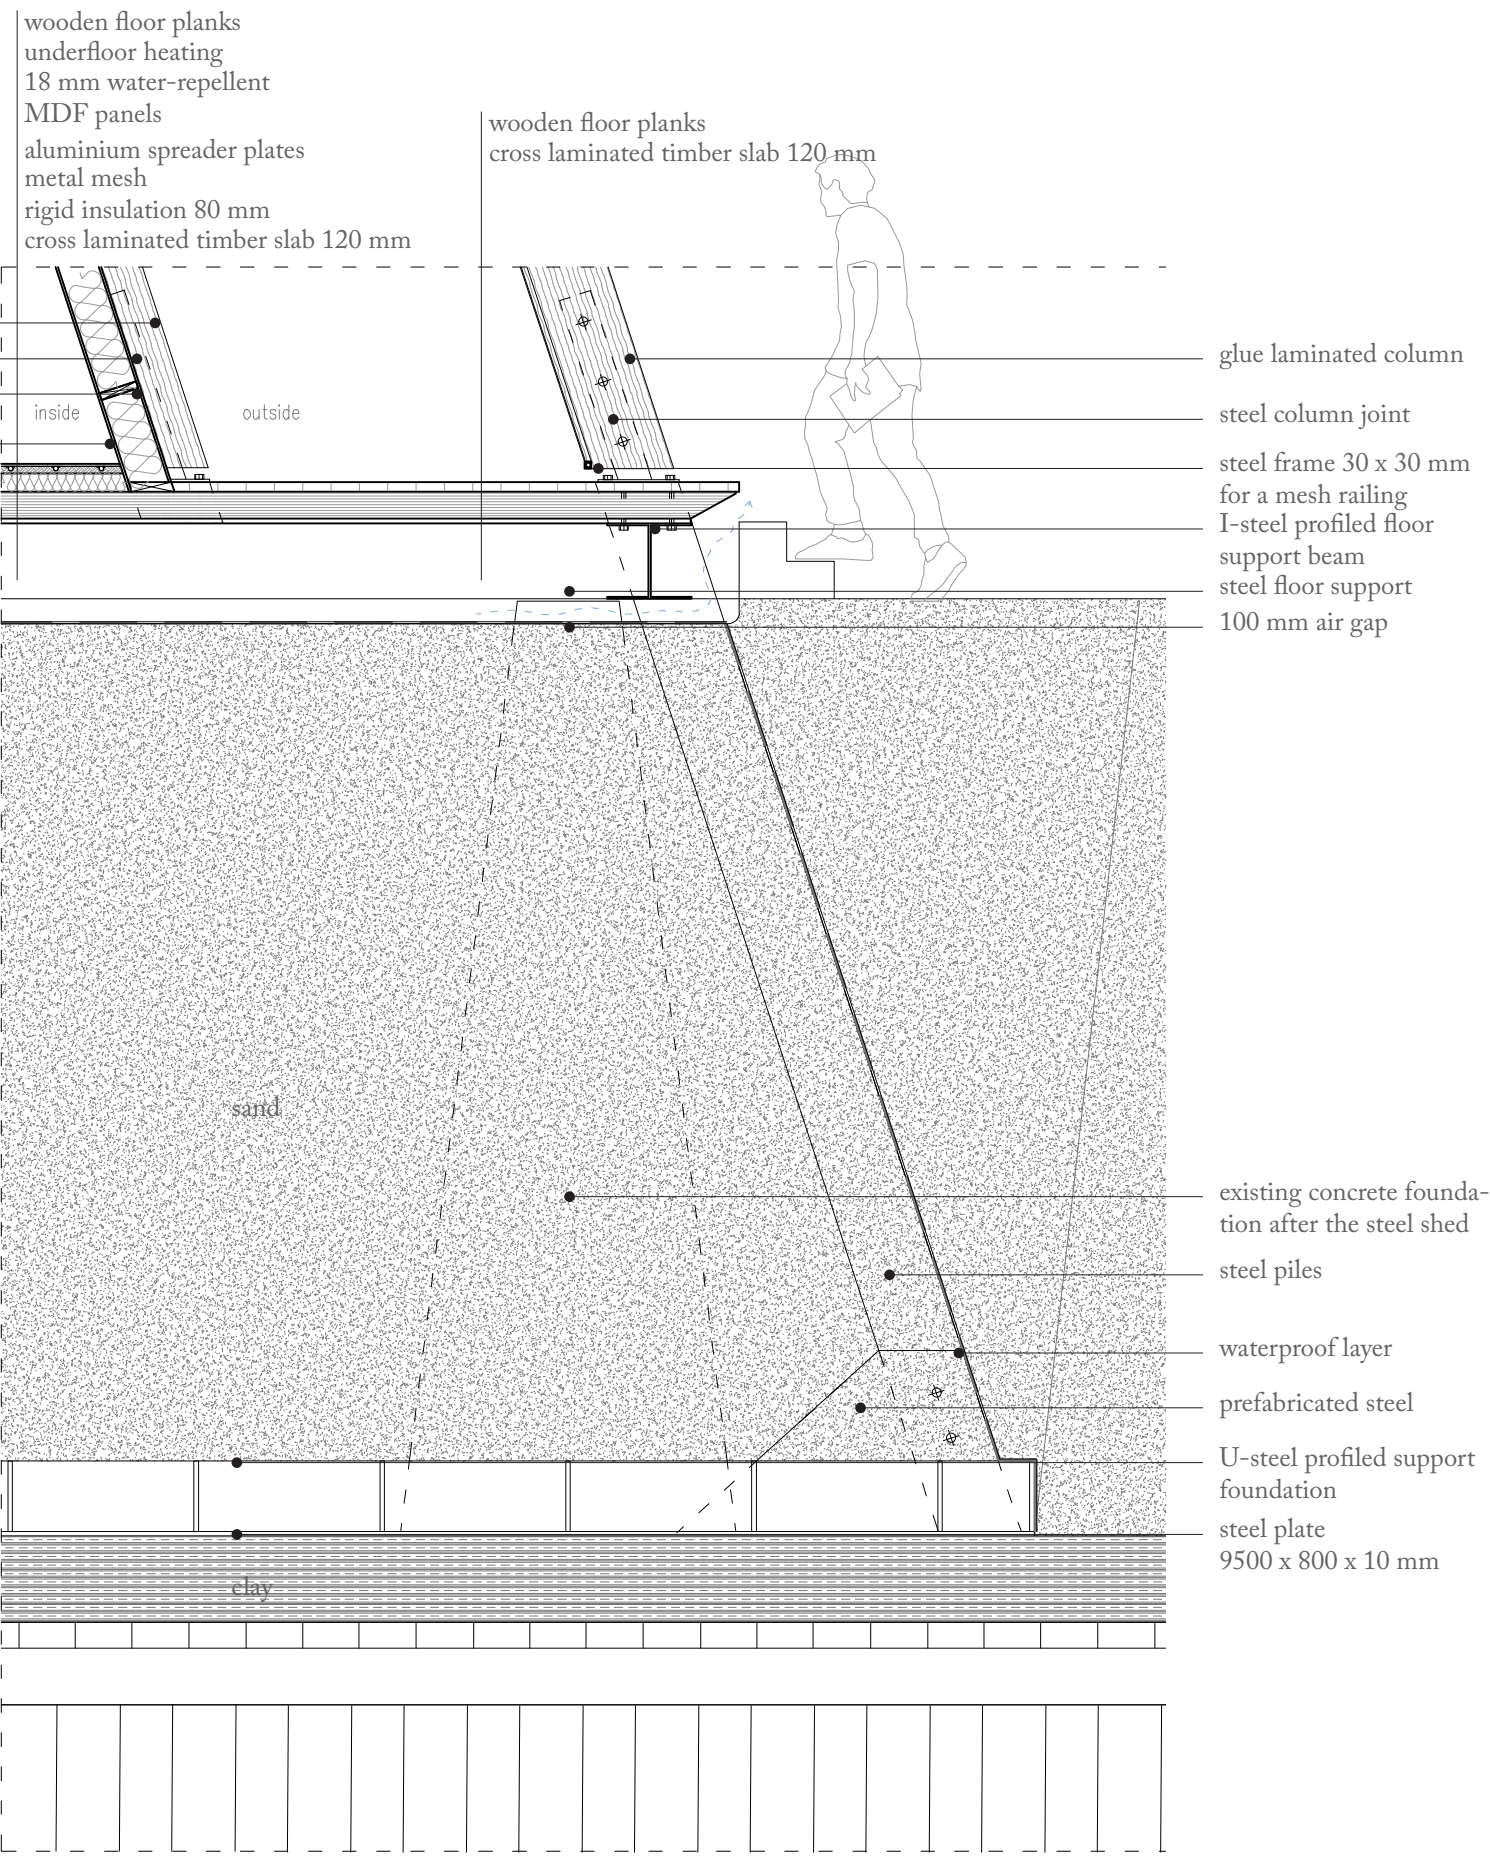 wooden floor planks
underfloor heating
18 mm water-repellent
MDF panels
aluminium spreader plates
metal mesh
rigid insulation 80 mm
cross laminated timber slab 120 mm
wooden floor planks
cross laminated timber slab 120 mm
inside
outside
glue laminated column
steel column joint
steel frame 30 x 30 mm
for a mesh railing
I-steel profiled floor
support beam
steel floor support
100 mm air gap
sand
existing concrete founda-
tion after the steel shed
steel piles
waterproof layer
prefabricated steel
U-steel profiled support
foundation
steel plate
9500 x 800 x 10 mm
clay